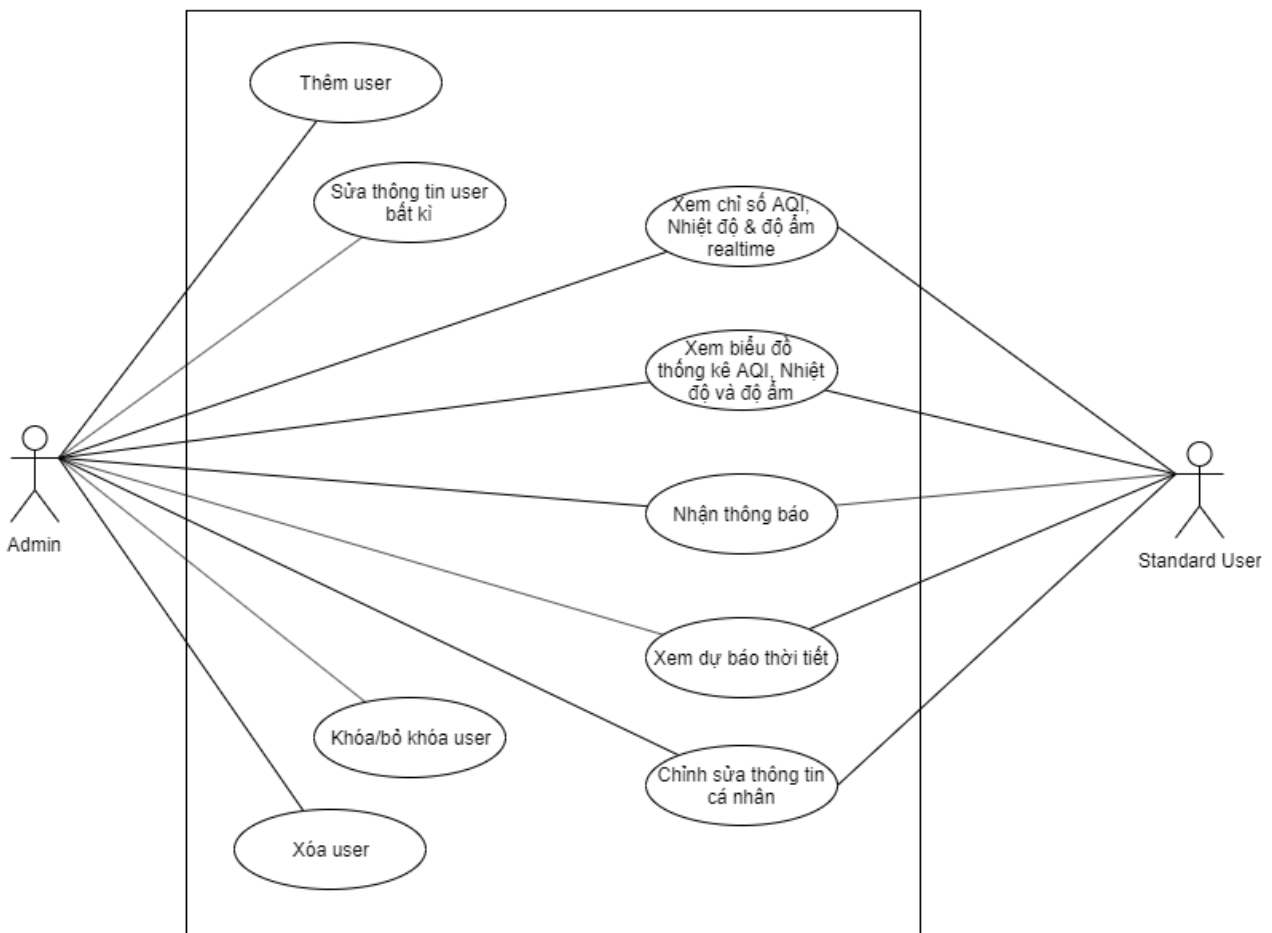 Thêm user
Sửa thông tin user
bất kì
Xem chỉ số AQI,
Nhiệt độ & độ ẩm
realtime
Xem biểu đồ
thống kê AQI, Nhiệt
độ và độ ẩm
Admin
Nhận thông báo
Standard User
Xem dự báo thời tiết
Khóa/bỏ khóa user
Chỉnh sửa thông tin
cá nhân
Xóa user